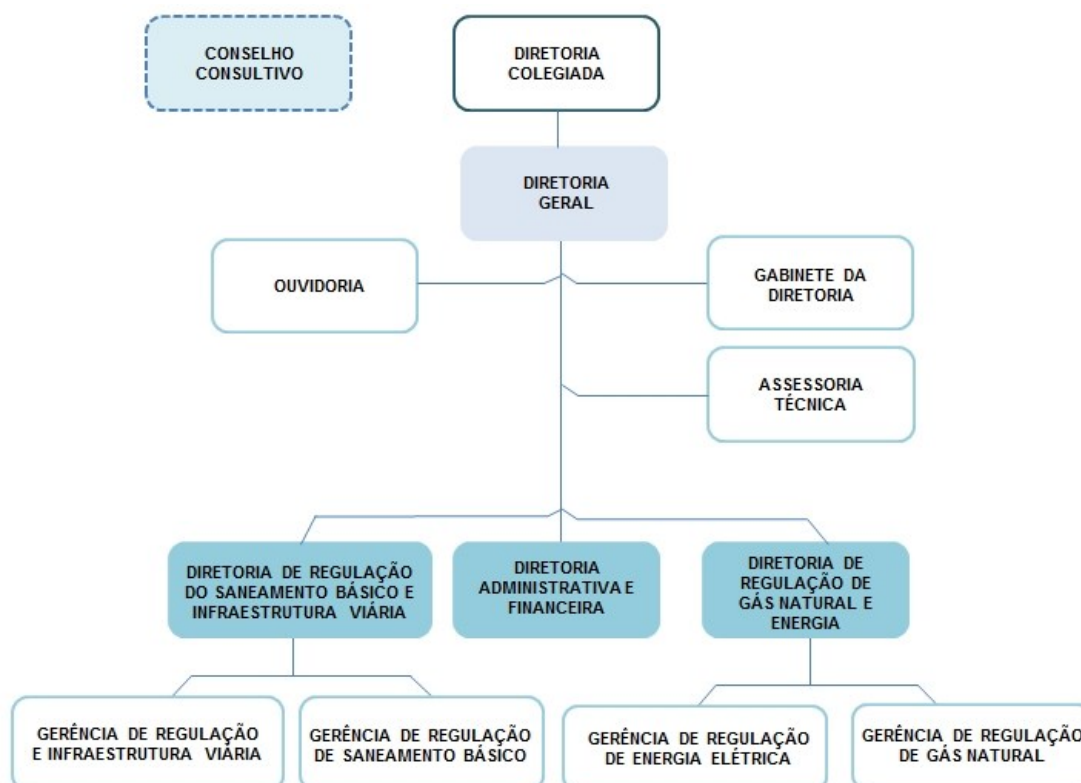 CONSELHO
CONSULTIVO
DIRETORIA
COLEGIADA
DIRETORIA
GERAL
OUVIDORIA
GABINETE DA
DIRETORIA
ASSESSORIA
TÉCNICA
DIRETORIA DE REGULAÇÃO
DO SANEAMENTO BÁSICO E
INFRAESTRUTURA VIÁRIA
DIRETORIA
ADMINISTRATIVA E
FINANCEIRA
DIRETORIA DE
REGULAÇÃO DE
GÁS NATURAL E
ENERGIA
GERÊNCIA DE REGULAÇÃO
E INFRAESTRUTURA VIÁRIA
GERÊNCIA DE REGULAÇÃO
DE SANEAMENTO BÁSICO
GERÊNCIA DE REGULAÇÃO
DE ENERGIA ELÉTRICA
GERÊNCIA DE REGULAÇÃO
DE GÁS NATURAL